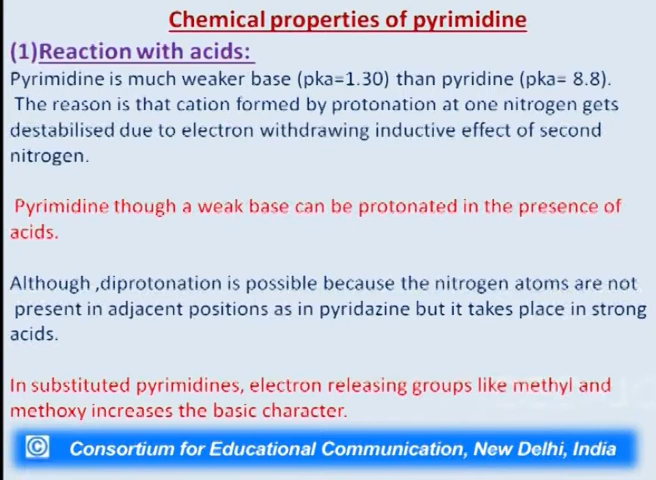 Chemical properties of pyrimidine
(1)Reaction with acids:
Pyrimidine is much weaker base (pka=1.30) than pyridine (pka= 8.8).
The reason is that cation formed by protonation at one nitrogen gets
destabilised due to electron withdrawing inductive effect of second
nitrogen.
Pyrimidine though a weak base can be protonated in the presence of
acids.
Although ,diprotonation is possible because the nitrogen atoms are not
present in adjacent positions as in pyridazine but it takes place in strong
acids.
In substituted pyrimidines, electron releasing groups like methyl and
methoxy increases the basic character.
© Consortium for Educational Communication, New Delhi, India